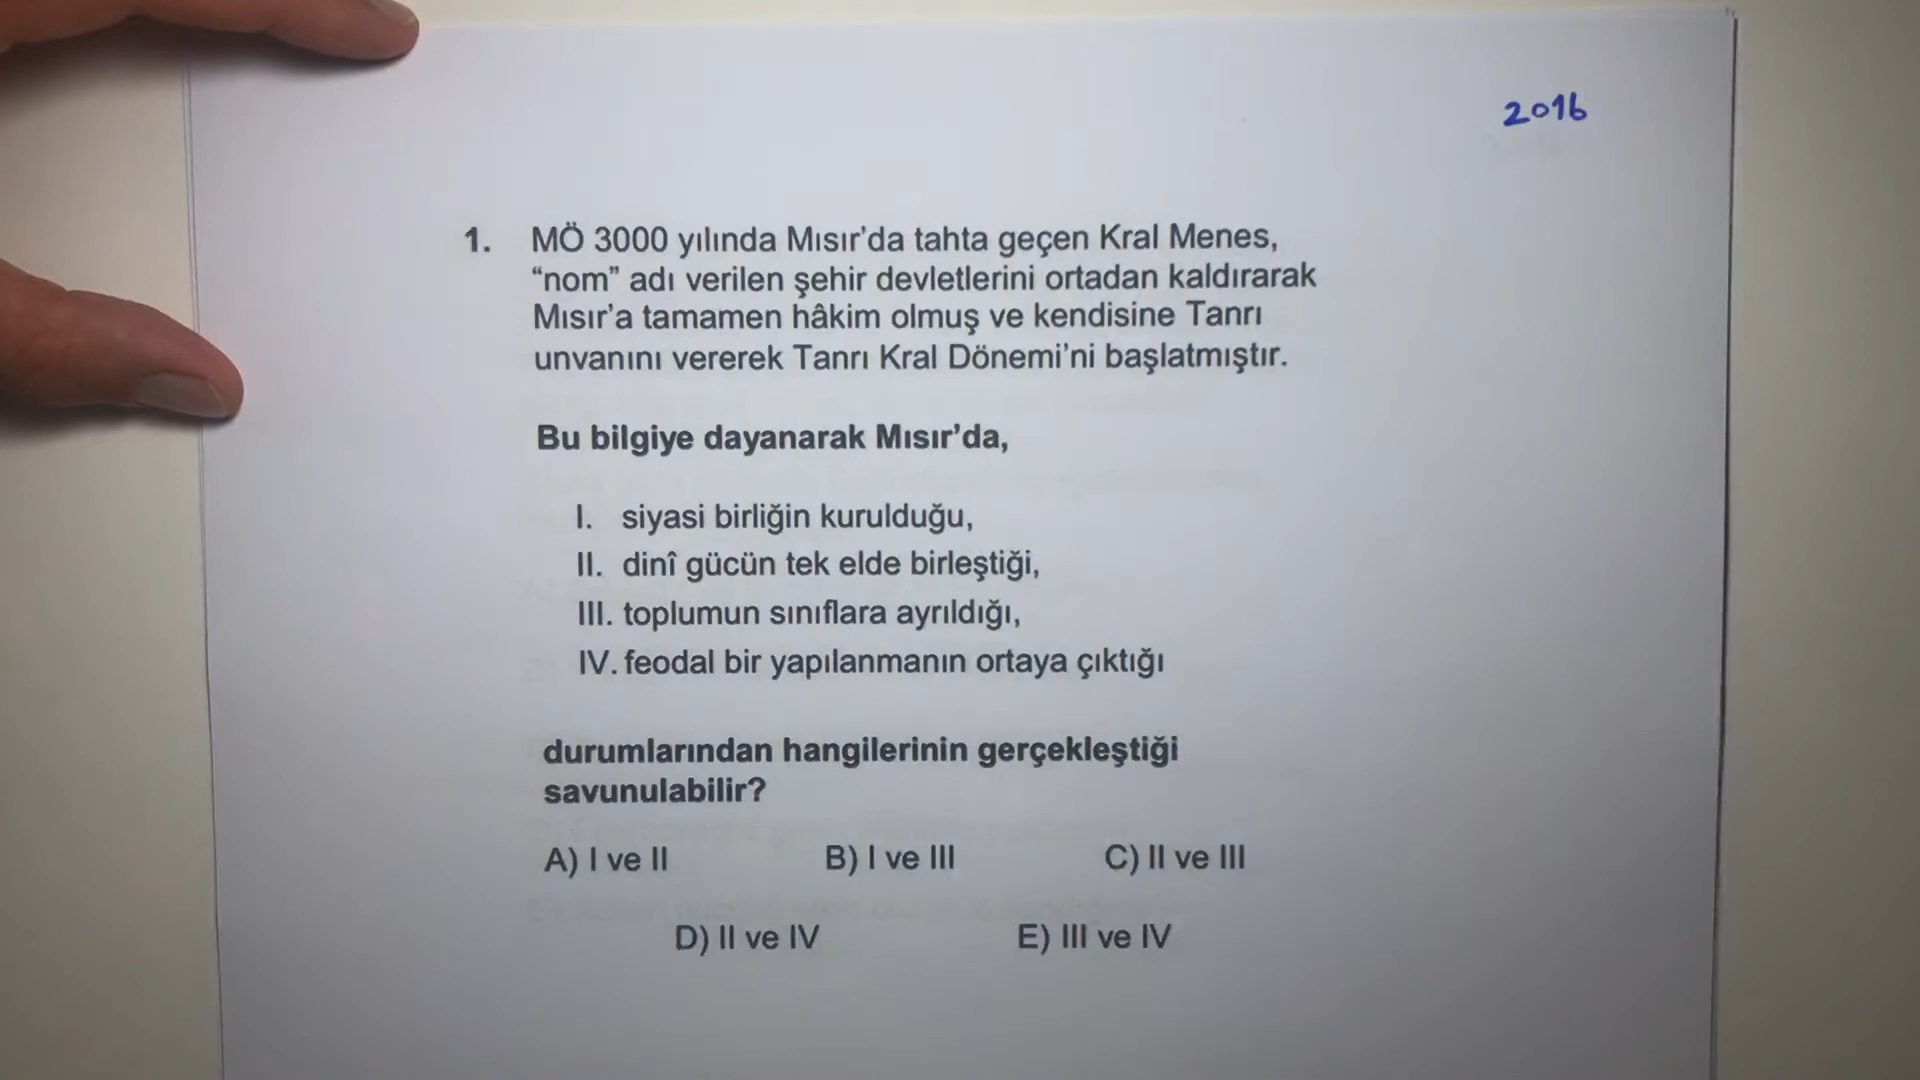 2016
1. MÖ 3000 yılında Mısır'da tahta geçen Kral Menes,
“nom” adı verilen şehir devletlerini ortadan kaldırarak
Mısır'a tamamen hâkim olmuş ve kendisine Tanrı
unvanını vererek Tanrı Kral Dönemi'ni başlatmıştır.
Bu bilgiye dayanarak Mısır'da,
I. siyasi birliğin kurulduğu,
II. dinî gücün tek elde birleştiği,
III. toplumun sınıflara ayrıldığı,
IV. feodal bir yapılanmanın ortaya çıktığı
durumlarından hangilerinin gerçekleştiği
savunulabilir?
A) I ve II B) I ve III C) II ve III
D) II ve IV E) III ve IV